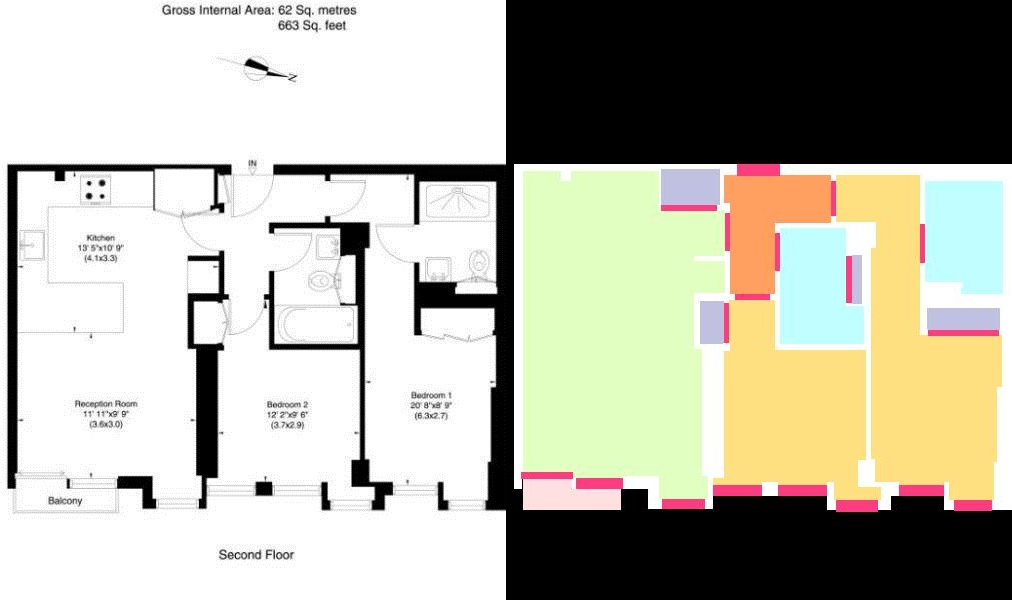 Gross Internal Area: 62 Sq. metres
663 Sq. feet
N
IN
Kitchen
13' 5"x10' 9"
(4.1x3.3)
Reception Room
11' 11"x9' 9"
(3.6x3.0)
Bedroom 2
12' 2"x9' 6"
(3.7x2.9)
Bedroom 1
20' 8"x8' 9"
(6.3x2.7)
Balcony
Second Floor